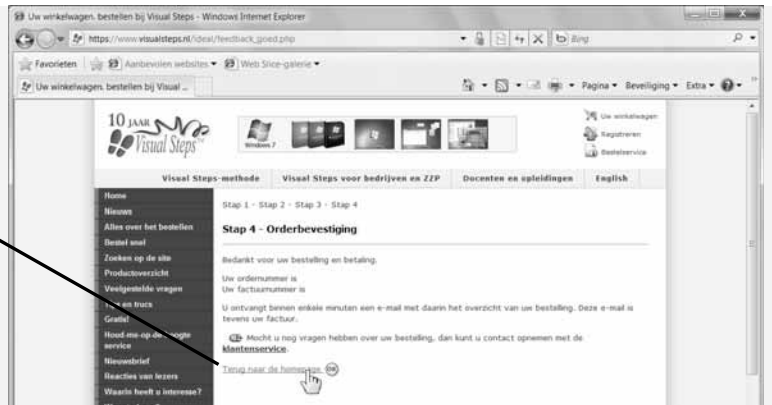 Uw winkelwagen, bestellen bij Visual Steps - Windows Internet Explorer
https://www.visualsteps.nl/ideal/feedback_goed.php
Bing
Favorieten
Aanbevolen websites
Web Slice-galerie
Uw winkelwagen, bestellen bij Visual ...
Pagina
Beveiliging
Extra
10 JAAR
Visual Steps™
Windows 7
Uw winkelwagen
Registreren
Bestelservice
Visual Steps-methode
Visual Steps voor bedrijven en ZZP
Docenten en opleidingen
English
Home
Nieuws
Alles over het bestellen
Bestel snel
Zoeken op de site
Productoverzicht
Veelgestelde vragen
Tips en trucs
Gratis!
Houd-me-op-de-hoogte
service
Nieuwsbrief
Reacties van lezers
Waarin heeft u interesse?
Stap 1 - Stap 2 - Stap 3 - Stap 4
Stap 4 - Orderbevestiging
Bedankt voor uw bestelling en betaling.
Uw ordernummer is
Uw factuurnummer is
U ontvangt binnen enkele minuten een e-mail met daarin het overzicht van uw bestelling. Deze e-mail is
tevens uw factuur.
Mocht u nog vragen hebben over uw bestelling, dan kunt u contact opnemen met de
klantenservice.
Terug naar de homepage
OK